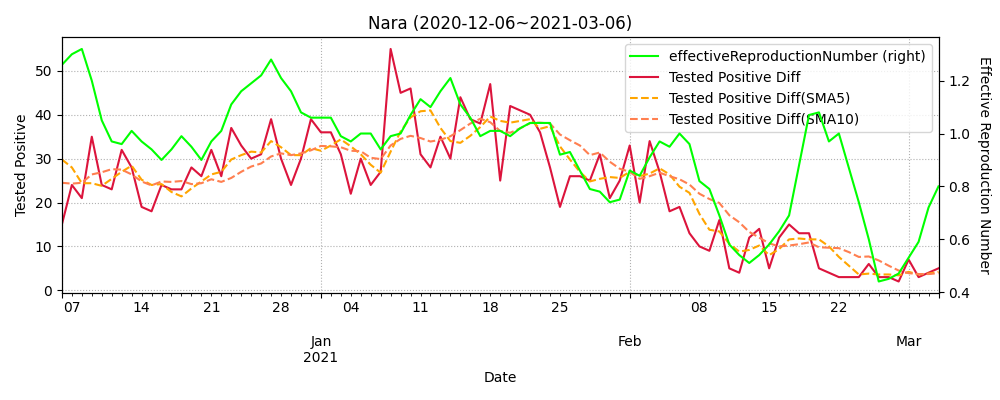 Nara (2020-12-06~2021-03-06)
effectiveReproductionNumber (right)
Tested Positive Diff
Tested Positive Diff(SMA5)
Tested Positive Diff(SMA10)
Tested Positive
50
40
30
20
10
0
Effective Reproduction Number
1.2
1.0
0.8
0.6
0.4
07 14 21 28 04 11 18 25 08 15 22
Jan Feb Mar
2021
Date